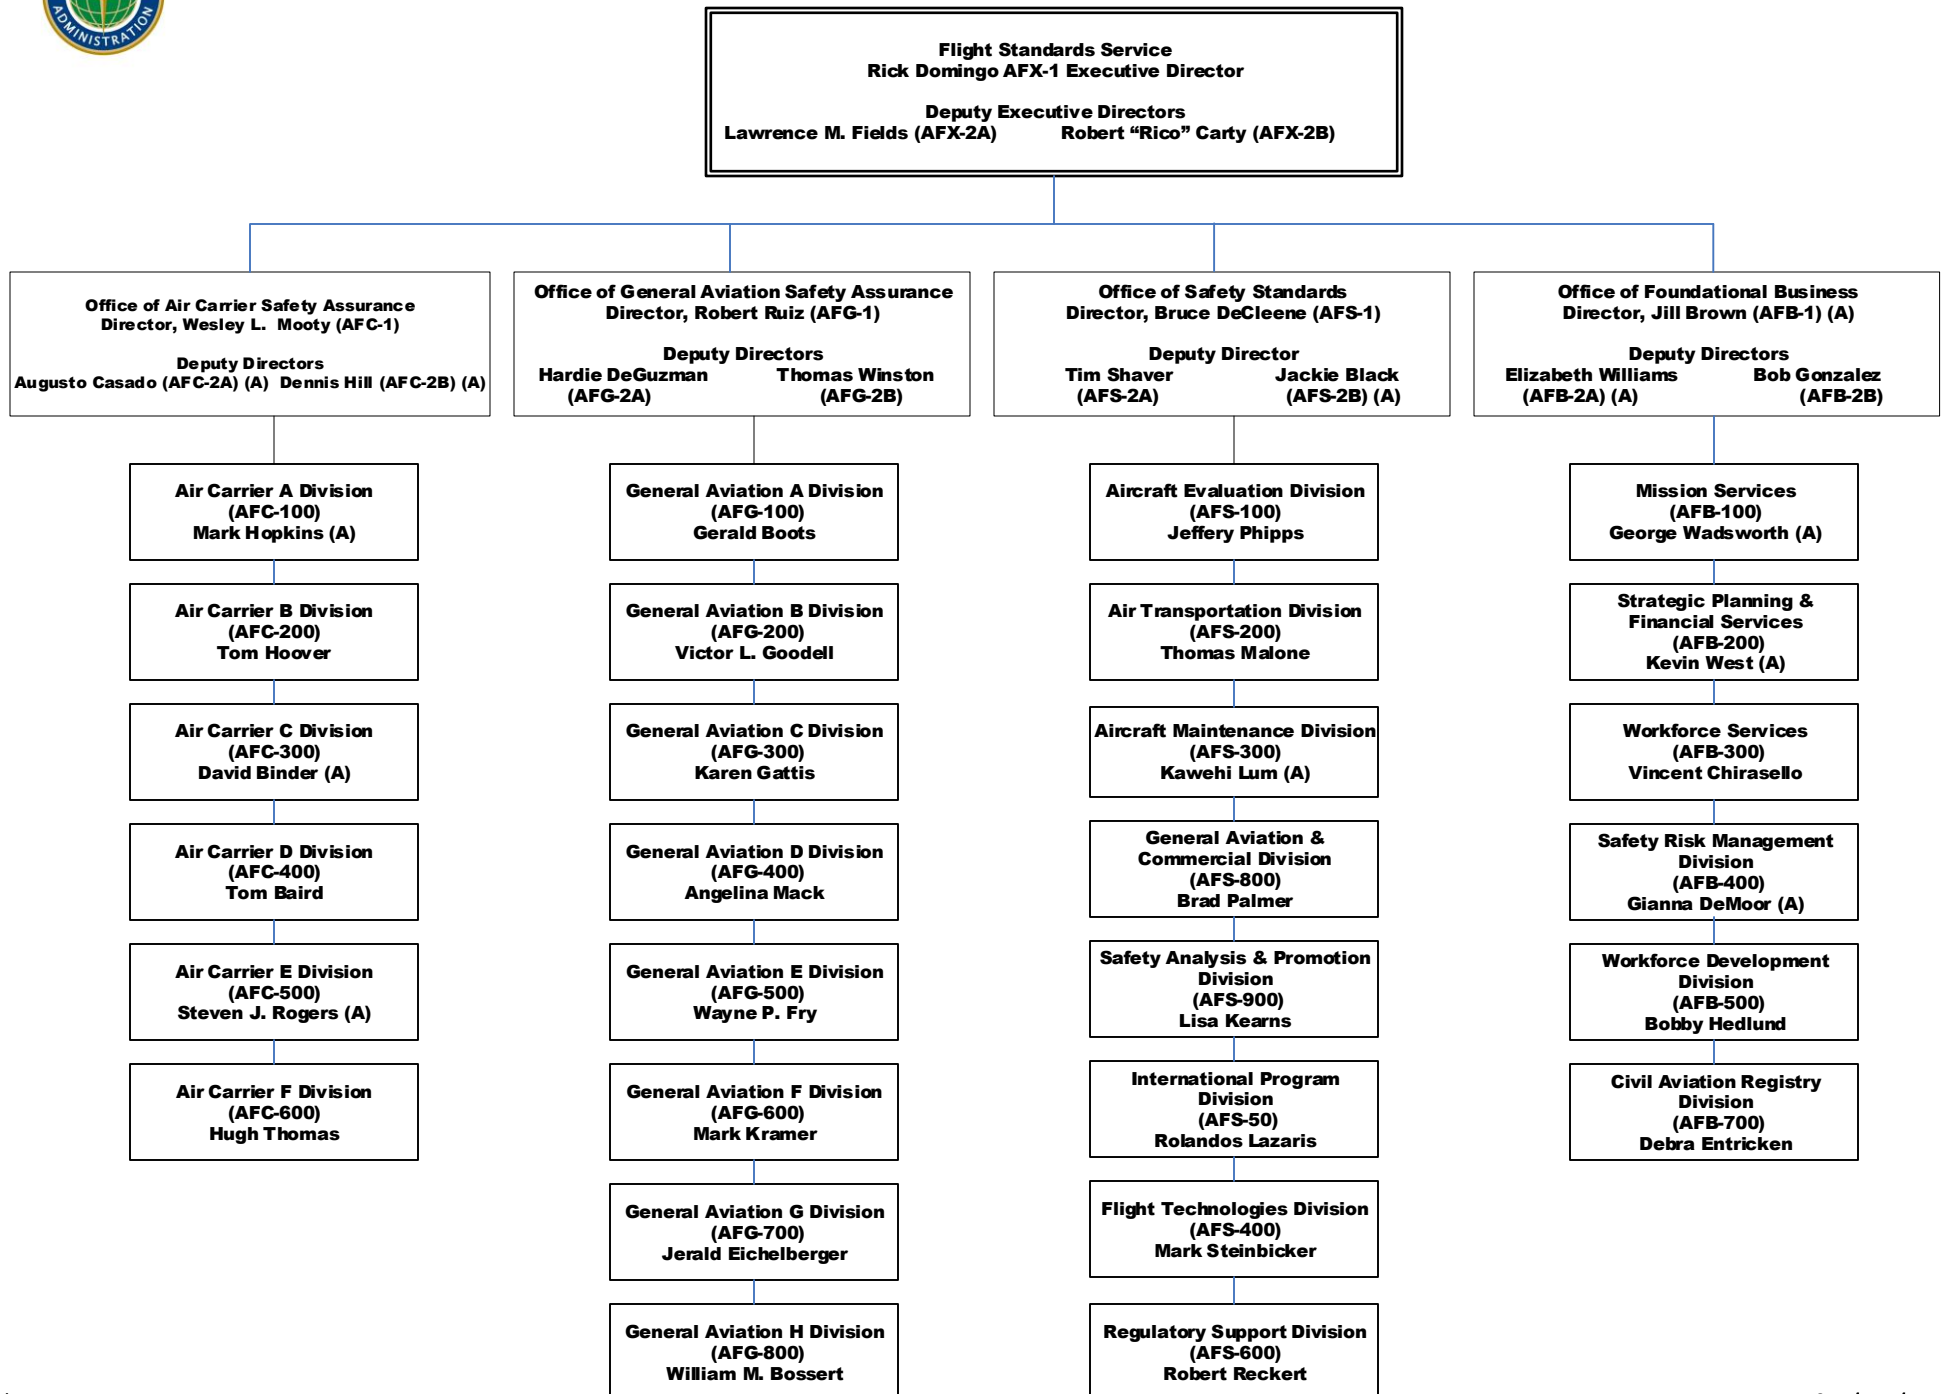 ADMINISTRATION
Flight Standards Service
Rick Domingo AFX-1 Executive Director
Deputy Executive Directors
Lawrence M. Fields (AFX-2A) Robert “Rico” Carty (AFX-2B)
Office of Air Carrier Safety Assurance
Director, Wesley L. Mooty (AFC-1)
Deputy Directors
Augusto Casado (AFC-2A) (A) Dennis Hill (AFC-2B) (A)
Office of General Aviation Safety Assurance
Director, Robert Ruiz (AFG-1)
Deputy Directors
Hardie DeGuzman Thomas Winston
(AFG-2A) (AFG-2B)
Office of Safety Standards
Director, Bruce DeCleene (AFS-1)
Deputy Director
Tim Shaver Jackie Black
(AFS-2A) (AFS-2B) (A)
Office of Foundational Business
Director, Jill Brown (AFB-1) (A)
Deputy Directors
Elizabeth Williams Bob Gonzalez
(AFB-2A) (A) (AFB-2B)
Air Carrier A Division
(AFC-100)
Mark Hopkins (A)
Air Carrier B Division
(AFC-200)
Tom Hoover
Air Carrier C Division
(AFC-300)
David Binder (A)
Air Carrier D Division
(AFC-400)
Tom Baird
Air Carrier E Division
(AFC-500)
Steven J. Rogers (A)
Air Carrier F Division
(AFC-600)
Hugh Thomas
General Aviation A Division
(AFG-100)
Gerald Boots
General Aviation B Division
(AFG-200)
Victor L. Goodell
General Aviation C Division
(AFG-300)
Karen Gattis
General Aviation D Division
(AFG-400)
Angelina Mack
General Aviation E Division
(AFG-500)
Wayne P. Fry
General Aviation F Division
(AFG-600)
Mark Kramer
General Aviation G Division
(AFG-700)
Jerald Eichelberger
General Aviation H Division
(AFG-800)
William M. Bossert
Aircraft Evaluation Division
(AFS-100)
Jeffery Phipps
Air Transportation Division
(AFS-200)
Thomas Malone
Aircraft Maintenance Division
(AFS-300)
Kawehi Lum (A)
General Aviation &
Commercial Division
(AFS-800)
Brad Palmer
Safety Analysis & Promotion
Division
(AFS-900)
Lisa Kearns
International Program
Division
(AFS-50)
Rolandos Lazaris
Flight Technologies Division
(AFS-400)
Mark Steinbicker
Regulatory Support Division
(AFS-600)
Robert Reckert
Mission Services
(AFB-100)
George Wadsworth (A)
Strategic Planning &
Financial Services
(AFB-200)
Kevin West (A)
Workforce Services
(AFB-300)
Vincent Chirasello
Safety Risk Management
Division
(AFB-400)
Gianna DeMoor (A)
Workforce Development
Division
(AFB-500)
Bobby Hedlund
Civil Aviation Registry
Division
(AFB-700)
Debra Entricken